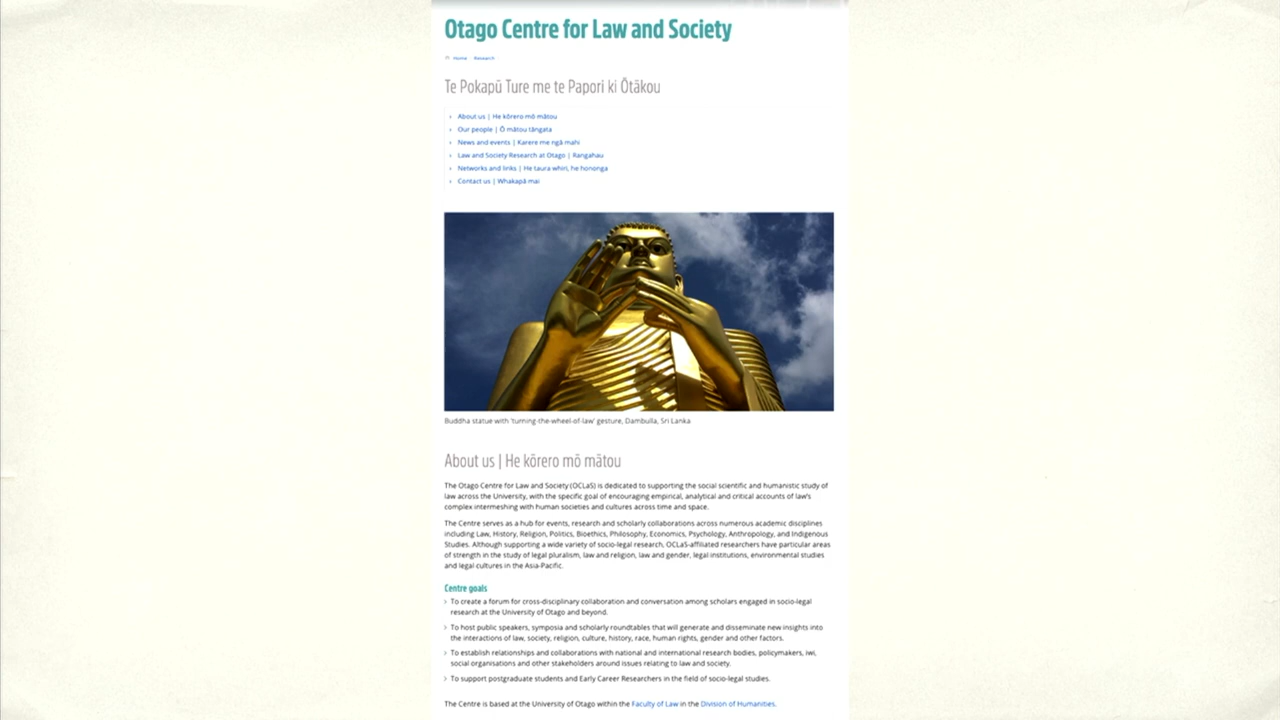 Otago Centre for Law and Society
Home Research
Te Pokapū Ture me te Papori ki Ōtākou
About us | He kōrero mō mātou
Our people | Ō mātou tāngata
News and events | Karere me ngā mahi
Law and Society Research at Otago | Rangahau
Networks and links | He taura whiri, he hononga
Contact us | Whakapā mai
Buddha statue with 'turning-the-wheel-of-law' gesture, Dambulla, Sri Lanka
About us | He kōrero mō mātou
The Otago Centre for Law and Society (OCLaS) is dedicated to supporting the social scientific and humanistic study of
law across the University, with the specific goal of encouraging empirical, analytical and critical accounts of law's
complex intermeshing with human societies and cultures across time and space.
The Centre serves as a hub for events, research and scholarly collaborations across numerous academic disciplines
including Law, History, Religion, Politics, Bioethics, Philosophy, Economics, Psychology, Anthropology, and Indigenous
Studies. Although supporting a wide variety of socio-legal research, OCLaS-affiliated researchers have particular areas
of strength in the study of legal pluralism, law and religion, law and gender, legal institutions, environmental studies
and legal cultures in the Asia-Pacific.
Centre goals
To create a forum for cross-disciplinary collaboration and conversation among scholars engaged in socio-legal
research at the University of Otago and beyond.
To host public speakers, symposia and scholarly roundtables that will generate and disseminate new insights into
the interactions of law, society, religion, culture, history, race, human rights, gender and other factors.
To establish relationships and collaborations with national and international research bodies, policymakers, iwi,
social organisations and other stakeholders around issues relating to law and society.
To support postgraduate students and Early Career Researchers in the field of socio-legal studies.
The Centre is based at the University of Otago within the Faculty of Law in the Division of Humanities.